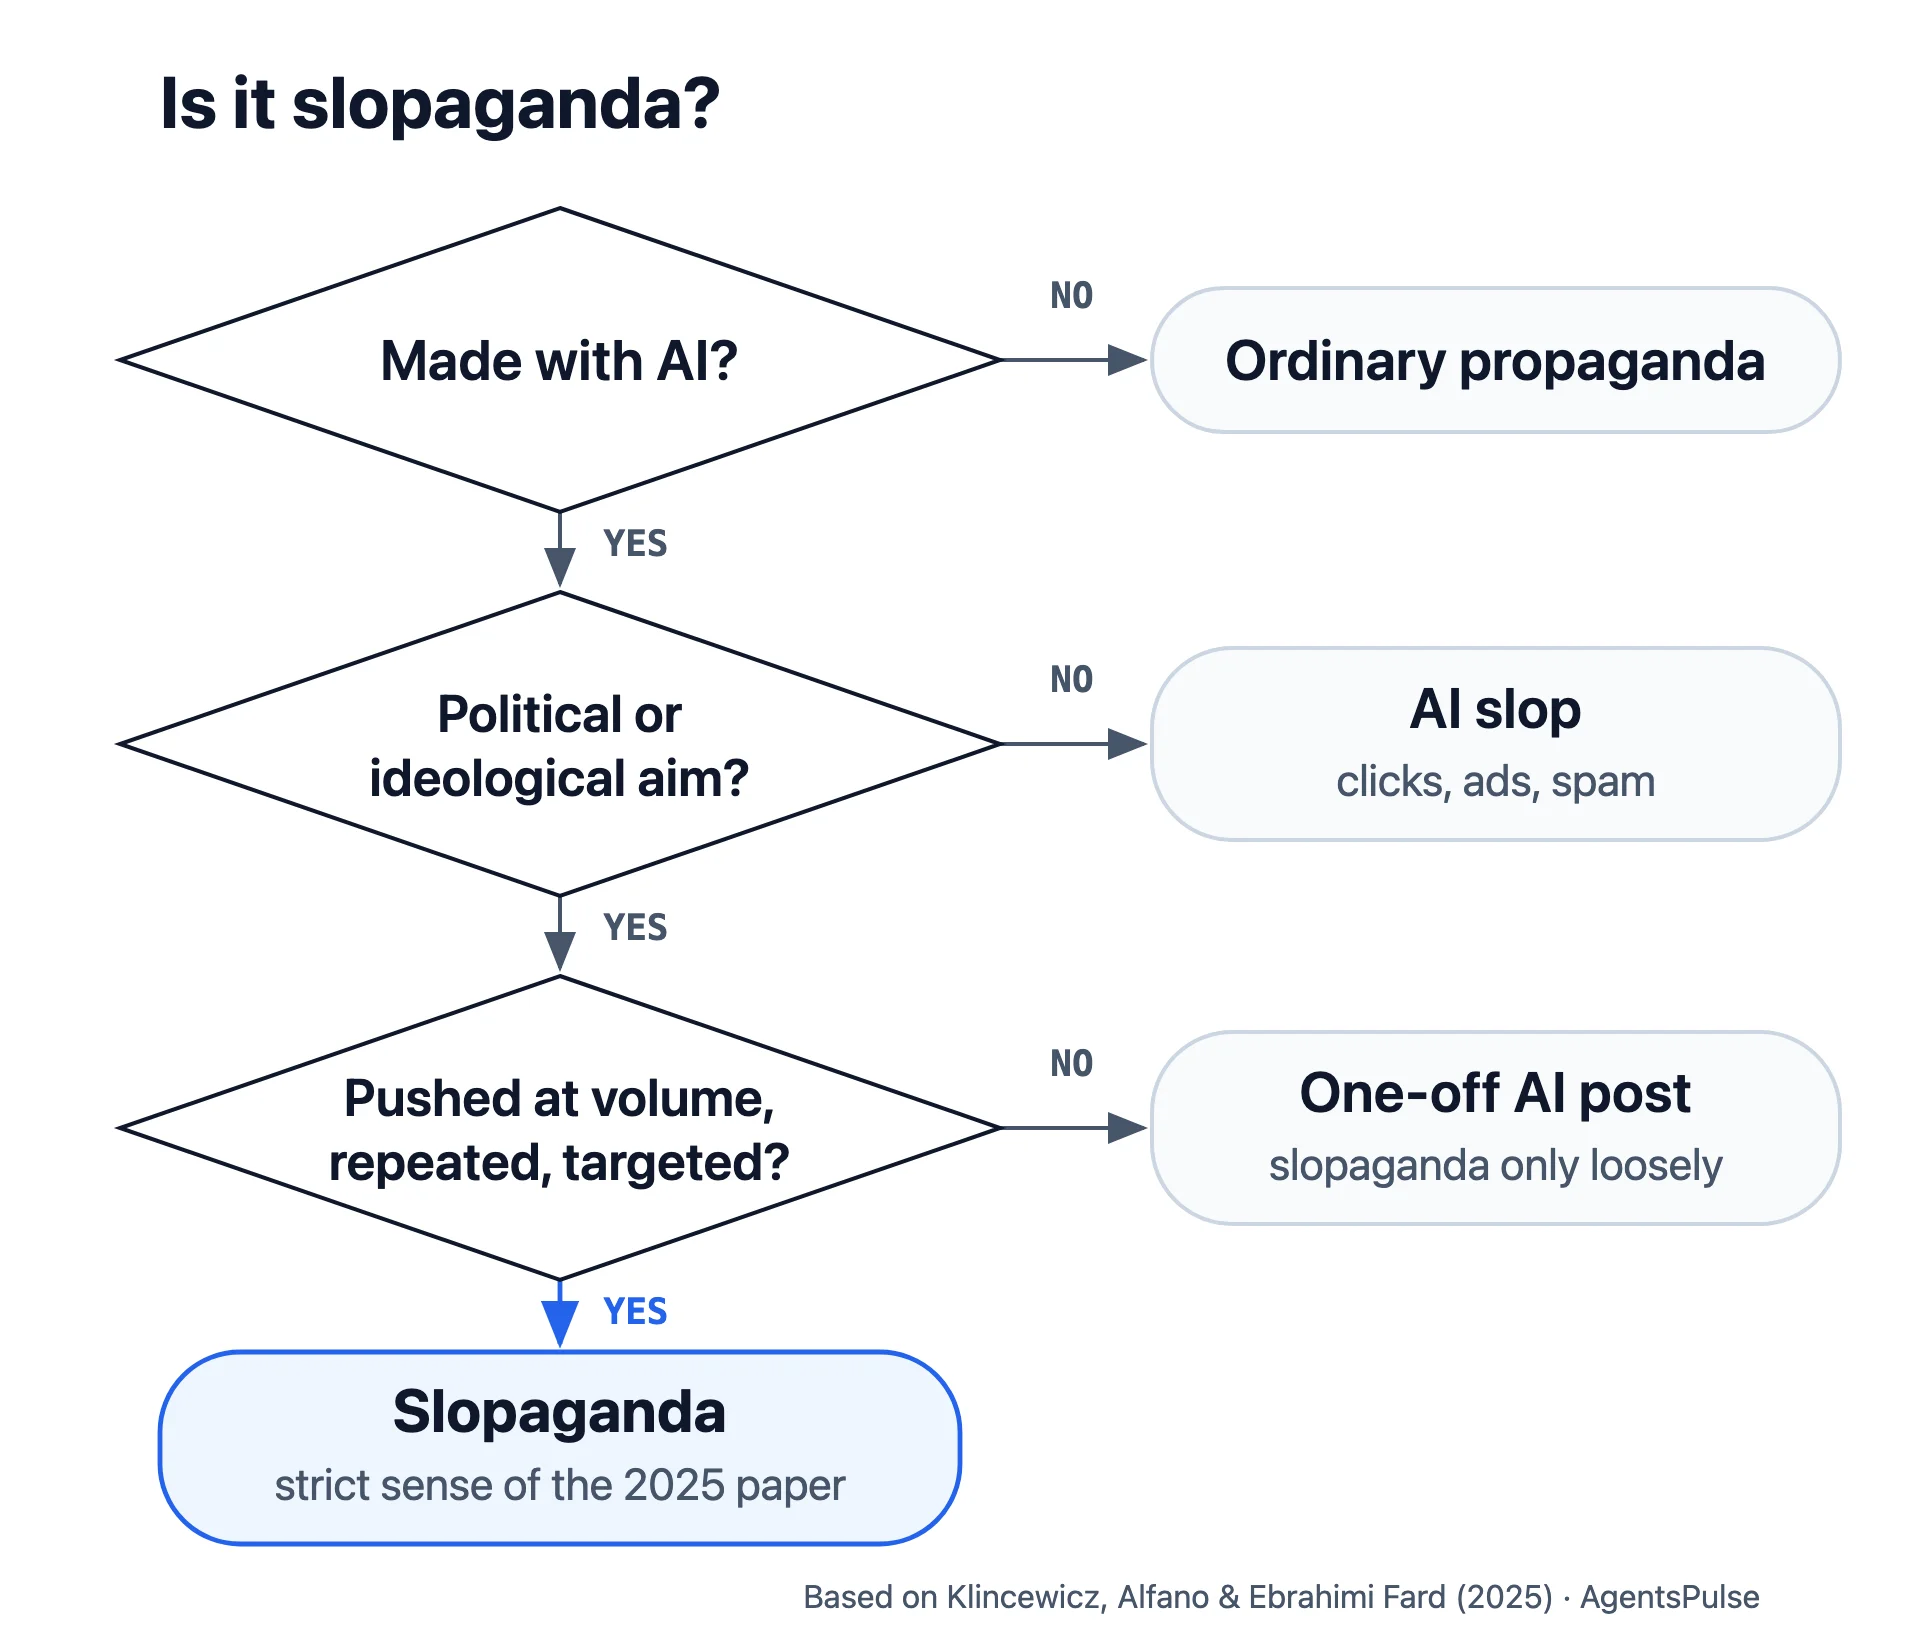 Is it slopaganda?
Made with AI?
NO
Ordinary propaganda
YES
Political or
ideological aim?
NO
AI slop
clicks, ads, spam
YES
Pushed at volume,
repeated, targeted?
NO
One-off AI post
slopaganda only loosely
YES
Slopaganda
strict sense of the 2025 paper
Based on Klincewicz, Alfano & Ebrahimi Fard (2025) · AgentsPulse